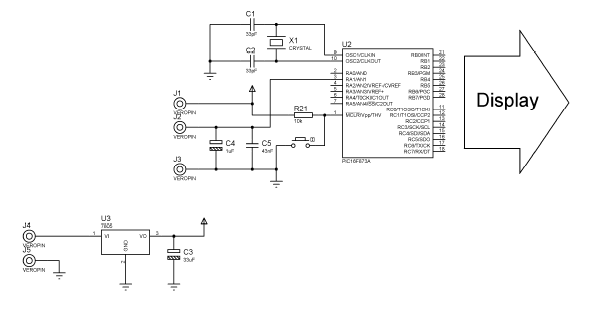 C1
33pF
X1
CRYSTAL
C2
33pF
U2
9 OSC1/CLKIN
10 OSC2/CLKOUT
2 RA0/AN0
3 RA1/AN1
4 RA2/AN2/VREF-/CVREF
5 RA3/AN3/VREF+
6 RA4/T0CKI/C1OUT
7 RA5/AN4/SS/C2OUT
1 MCLR/Vpp/THV
RB0/INT 21
RB1 22
RB2 23
RB3/PGM 24
RB4 25
RB5 26
RB6/PGC 27
RB7/PGD 28
RC0/T1OSO/T1CKI 11
RC1/T1OSI/CCP2 12
RC2/CCP1 13
RC3/SCK/SCL 14
RC4/SDI/SDA 15
RC5/SDO 16
RC6/TX/CK 17
RC7/RX/DT 18
PIC16F873A
Display
J1
VEROPIN
J2
VEROPIN
R21
10k
C4
1uF
C5
43nF
J3
VEROPIN
J4
VEROPIN
J5
VEROPIN
U3
7805
1 VI
VO 3
GND
2
C3
33uF